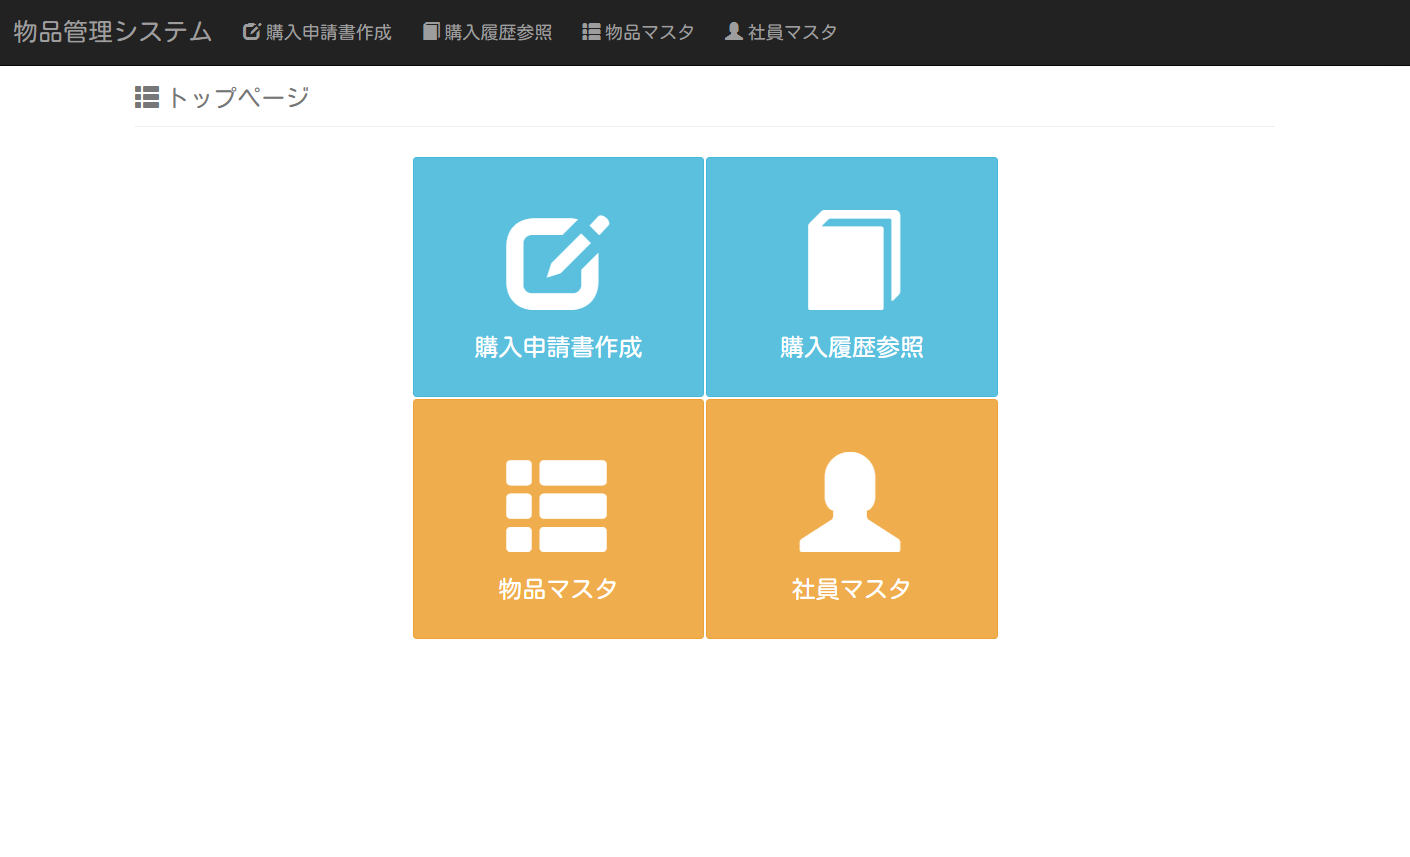 物品管理システム 購入申請書作成 購入履歴参照 物品マスタ 社員マスタ
トップページ
購入申請書作成 購入履歴参照
物品マスタ 社員マスタ